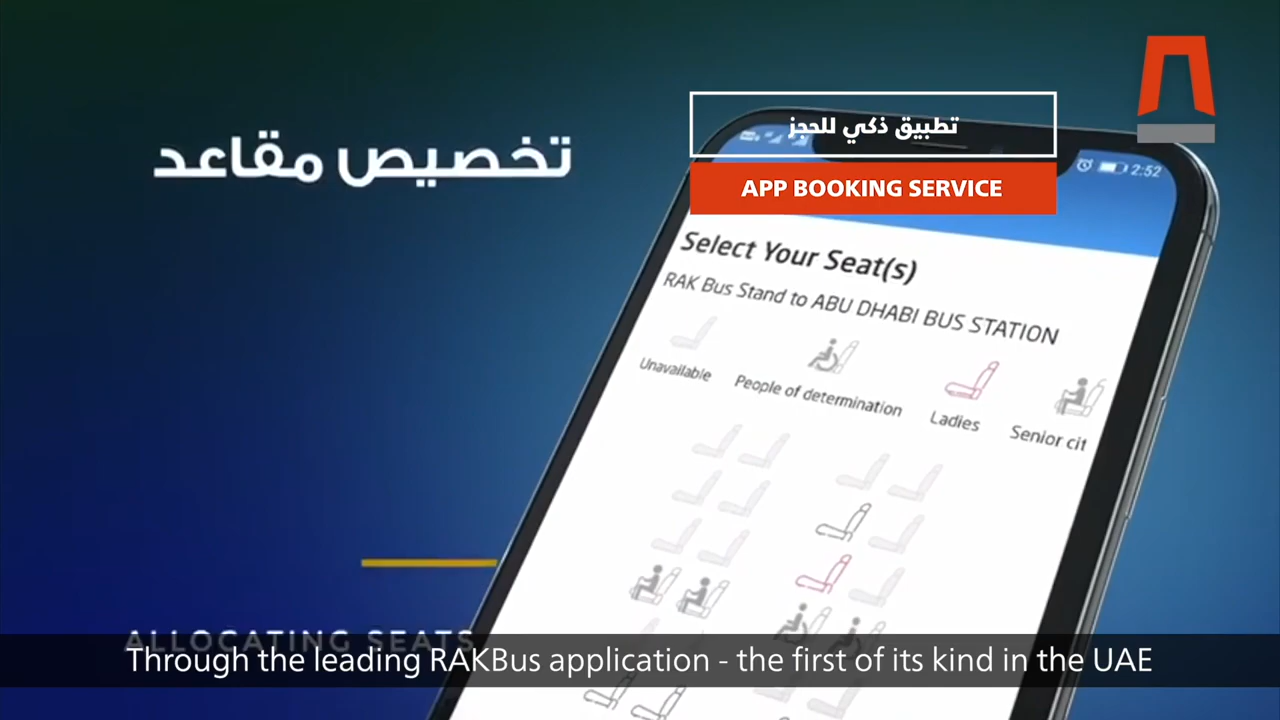 تطبيق ذكي للحجز
APP BOOKING SERVICE
تخصيص مقاعد
2:52
Select Your Seat(s)
RAK Bus Stand to ABU DHABI BUS STATION
Unavailable
People of determination
Ladies
Senior cit
ALLOCATING SEATS
Through the leading RAKBus application - the first of its kind in the UAE